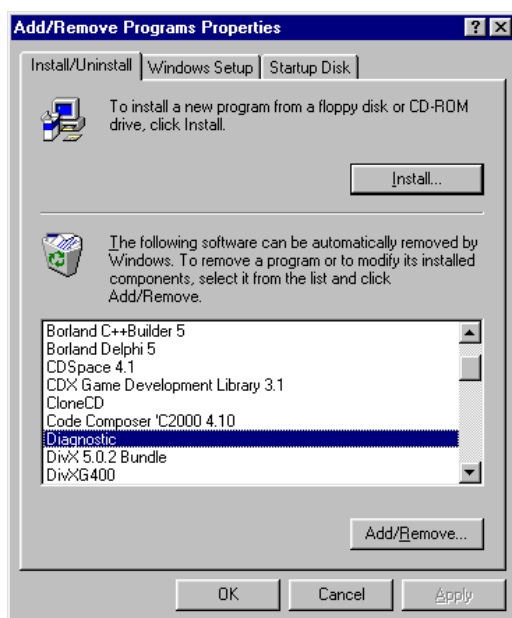 Add/Remove Programs Properties
Install/Uninstall Windows Setup Startup Disk
To install a new program from a floppy disk or CD-ROM
drive, click Install.
Install...
The following software can be automatically removed by
Windows. To remove a program or to modify its installed
components, select it from the list and click
Add/Remove.
Borland C++Builder 5
Borland Delphi 5
CDSpace 4.1
CDX Game Development Library 3.1
CloneCD
Code Composer 'C2000 4.10
Diagnostic
DivX 5.0.2 Bundle
DivXG400
Add/Remove...
OK Cancel Apply